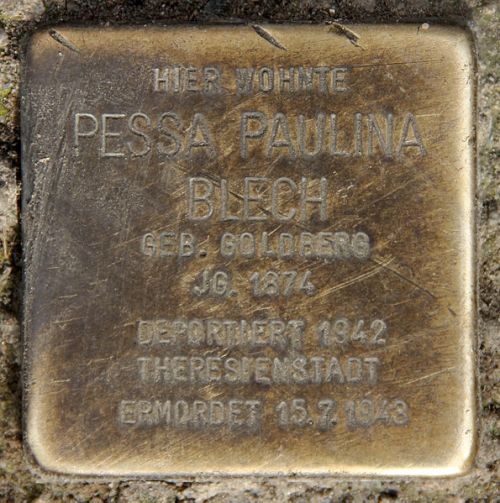 HIER WOHNTE
PESSA PAULINA
BLECH
GEB. GOLDBERG
JG. 1874
DEPORTIERT 1942
THERESIENSTADT
ERMORDET 15.7.1943